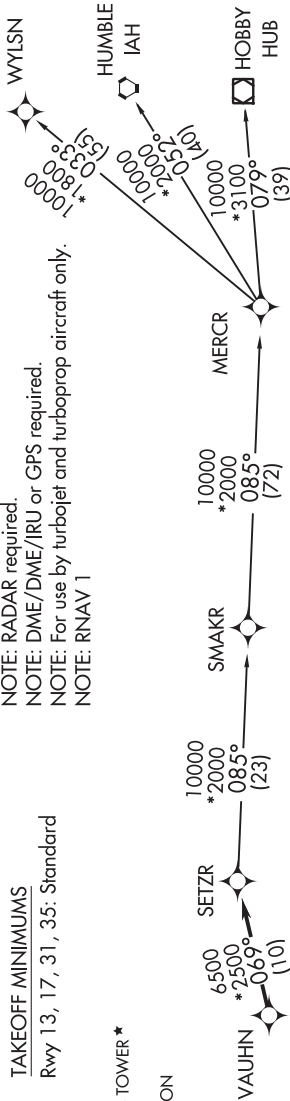 TAKEOFF MINIMUMS
Rwy 13, 17, 31, 35: Standard
NOTE: RADAR required.
NOTE: DME/DME/IRU or GPS required.
NOTE: For use by turbojet and turboprop aircraft only.
NOTE: RNAV 1
TOWER★
ON
VAUHN
6500
*2500
069°
(10)
SETZR
10000
*2000
085°
(23)
SMAKR
10000
*2000
085°
(72)
MERCR
10000
*1800
033°
(55)
WYLSN
10000
*2000
052°
(40)
HUMBLE
IAH
10000
*3100
079°
(39)
HOBBY
HUB